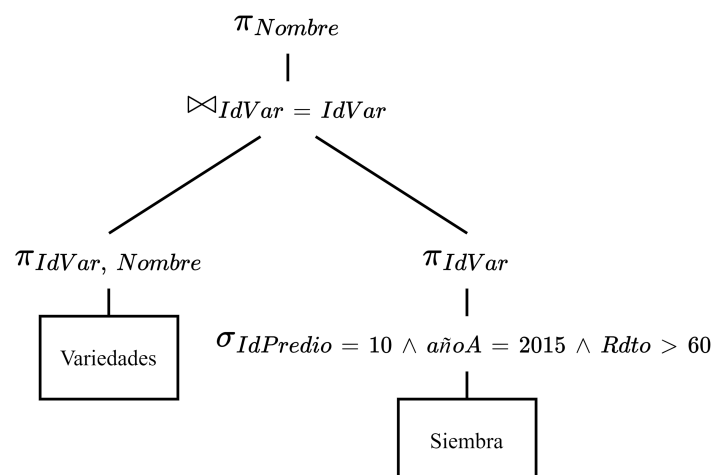 π Nombre
⋈ IdVar = IdVar
π IdVar, Nombre
π IdVar
Variedades
σ IdPredio = 10 ∧ añoA = 2015 ∧ Rdto > 60
Siembra